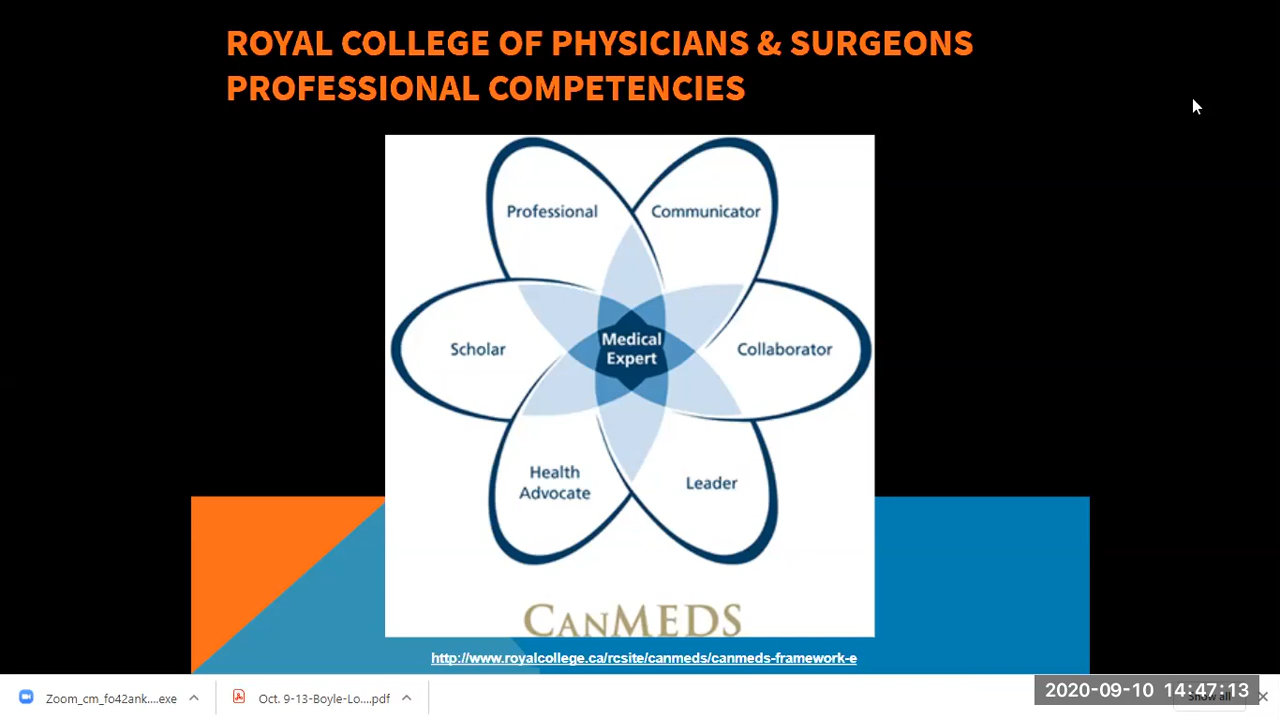 ROYAL COLLEGE OF PHYSICIANS & SURGEONS
PROFESSIONAL COMPETENCIES
Professional
Communicator
Scholar
Medical
Expert
Collaborator
Health
Advocate
Leader
CANMEDS
http://www.royalcollege.ca/rcsite/canmeds/canmeds-framework-e
Zoom_cm_fo42ank....exe
Oct. 9-13-Boyle-Lo....pdf
2020-09-10 14:47:13
Show all